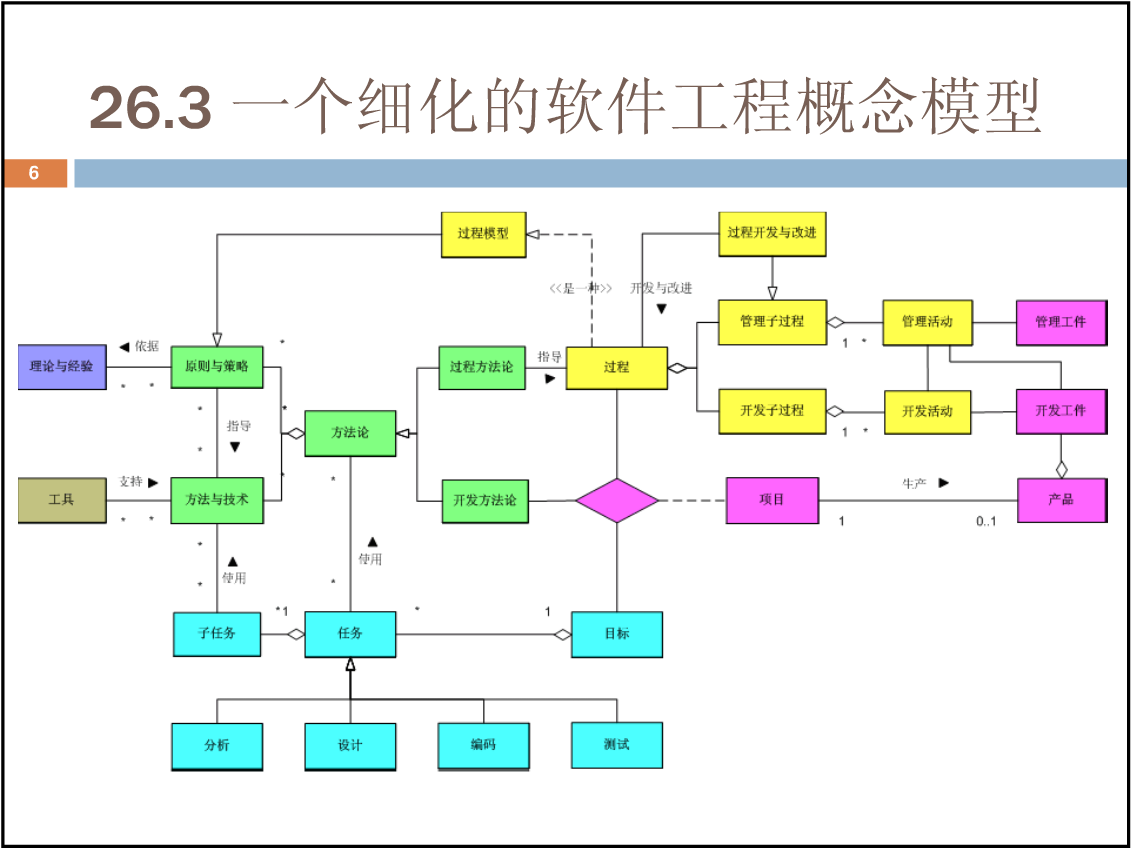 26.3 一个细化的软件工程概念模型
6
过程模型
过程开发与改进
<<是一种>>
开发与改进
管理子过程
管理活动
管理工件
1 *
依据
*
理论与经验
原则与策略
过程方法论
指导
过程
* *
*
*
开发子过程
开发活动
开发工件
指导
方法论
1 *
*
*
*
支持
生产
工具
方法与技术
开发方法论
项目
产品
* *
1
0..1
*
使用
使用
*
*
*1
*
1
子任务
任务
目标
分析
设计
编码
测试